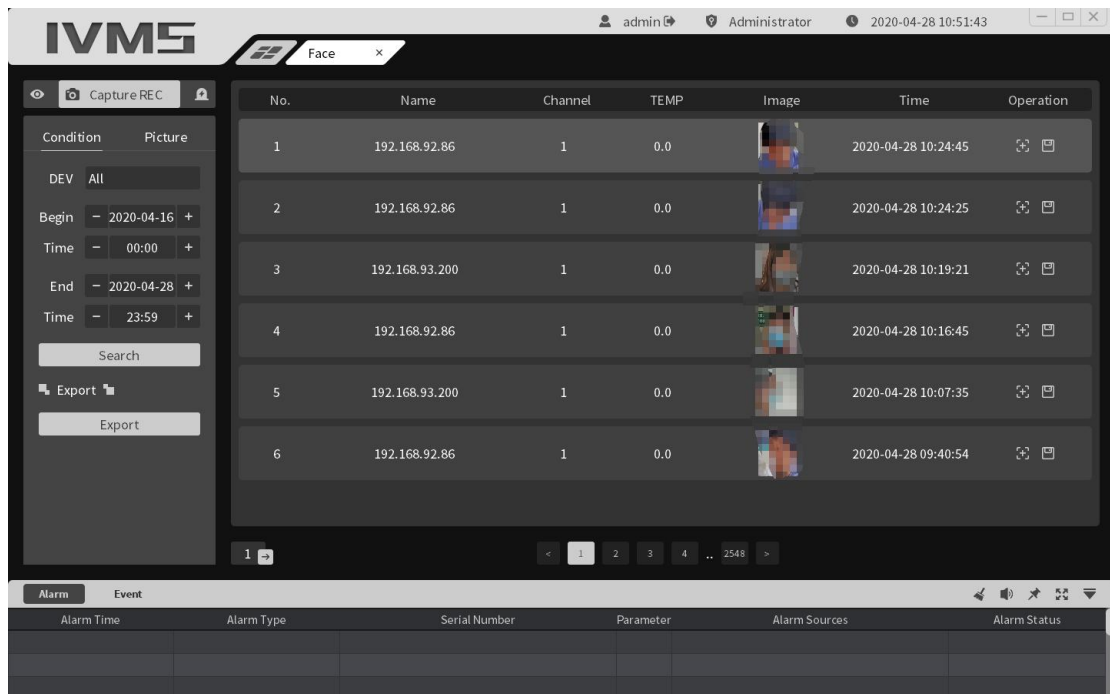 IVMS
admin Administrator 2020-04-28 10:51:43
Face ×
Capture REC
Condition Picture
DEV All
Begin − 2020-04-16 +
Time − 00:00 +
End − 2020-04-28 +
Time − 23:59 +
Search
Export
Export
No. Name Channel TEMP Image Time Operation
1 192.168.92.86 1 0.0 2020-04-28 10:24:45
2 192.168.92.86 1 0.0 2020-04-28 10:24:25
3 192.168.93.200 1 0.0 2020-04-28 10:19:21
4 192.168.92.86 1 0.0 2020-04-28 10:16:45
5 192.168.93.200 1 0.0 2020-04-28 10:07:35
6 192.168.92.86 1 0.0 2020-04-28 09:40:54
1 < 1 2 3 4 .. 2548 >
Alarm Event
Alarm Time Alarm Type Serial Number Parameter Alarm Sources Alarm Status